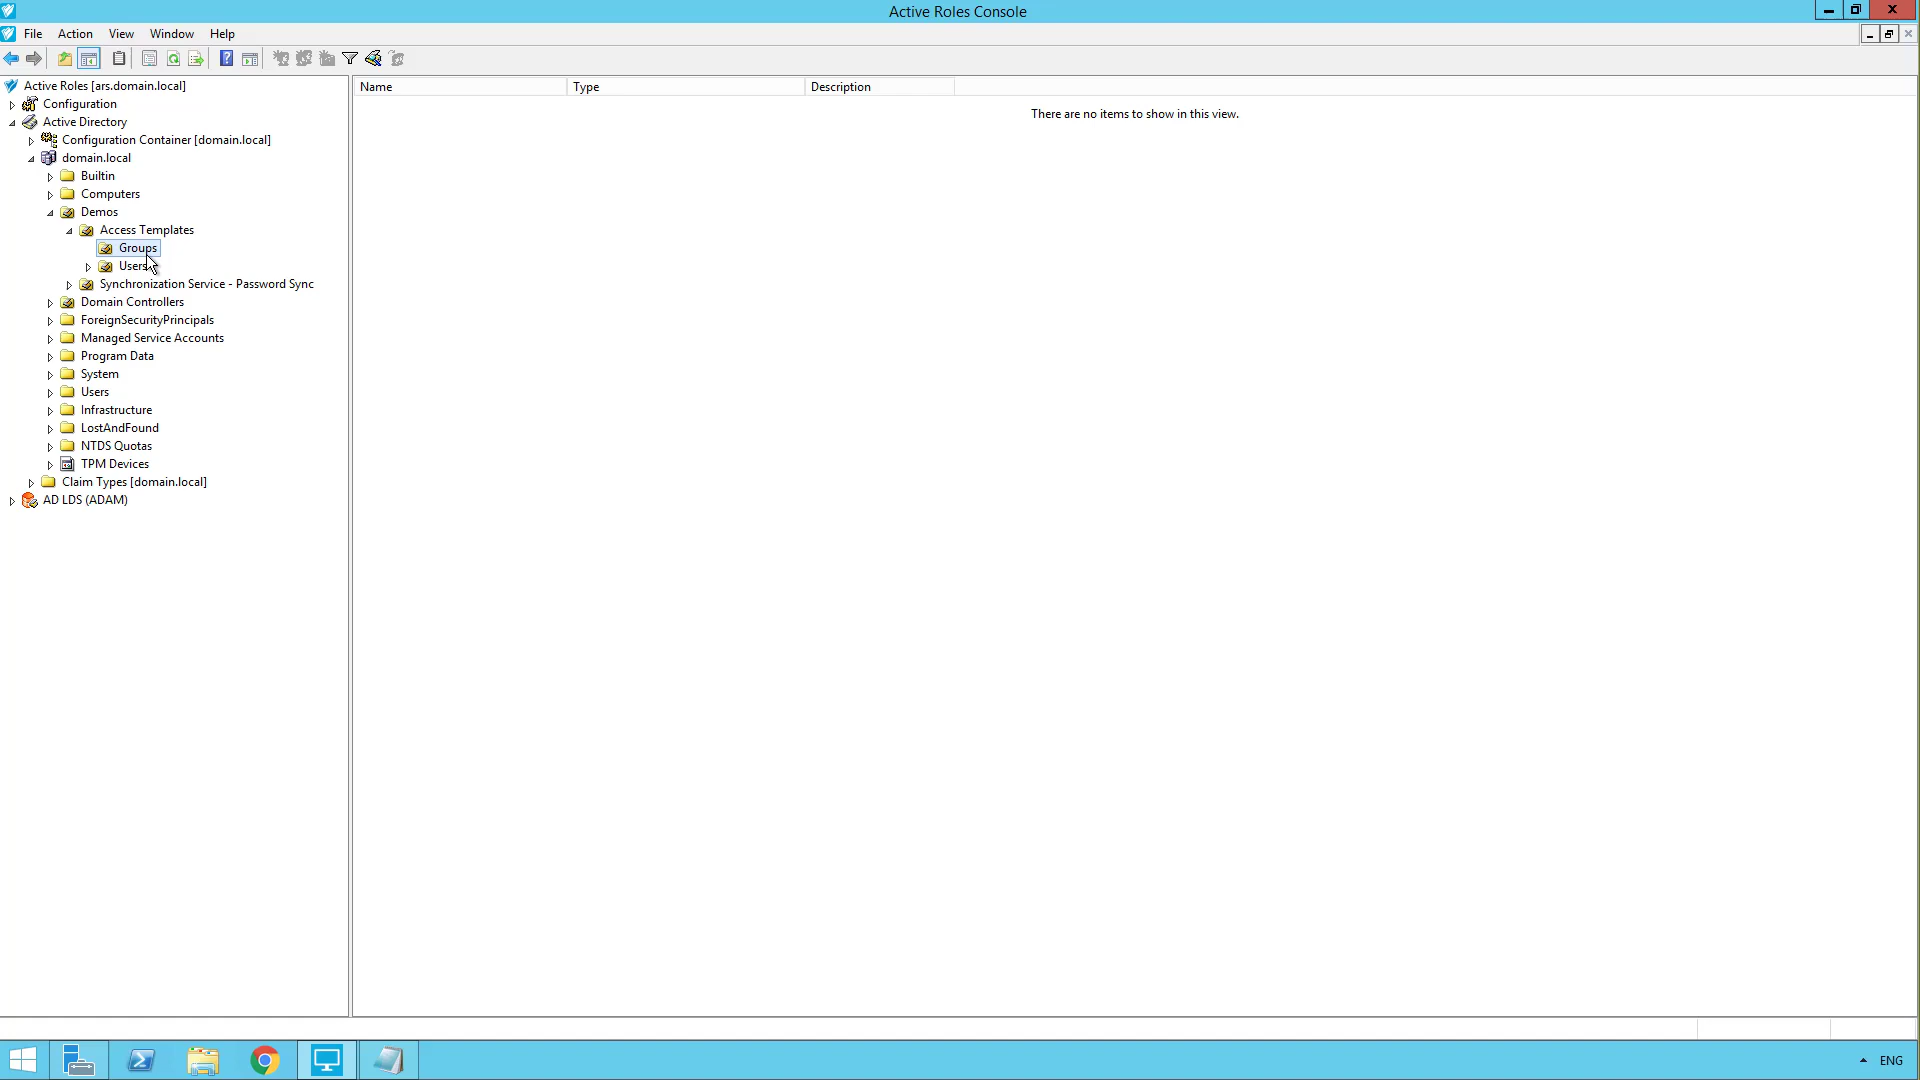 Active Roles Console
File Action View Window Help
Active Roles [ars.domain.local]
Name Type Description
Configuration
There are no items to show in this view.
Active Directory
Configuration Container [domain.local]
domain.local
Builtin
Computers
Demos
Access Templates
Groups
Users
Synchronization Service - Password Sync
Domain Controllers
ForeignSecurityPrincipals
Managed Service Accounts
Program Data
System
Users
Infrastructure
LostAndFound
NTDS Quotas
TPM Devices
Claim Types [domain.local]
AD LDS (ADAM)
ENG